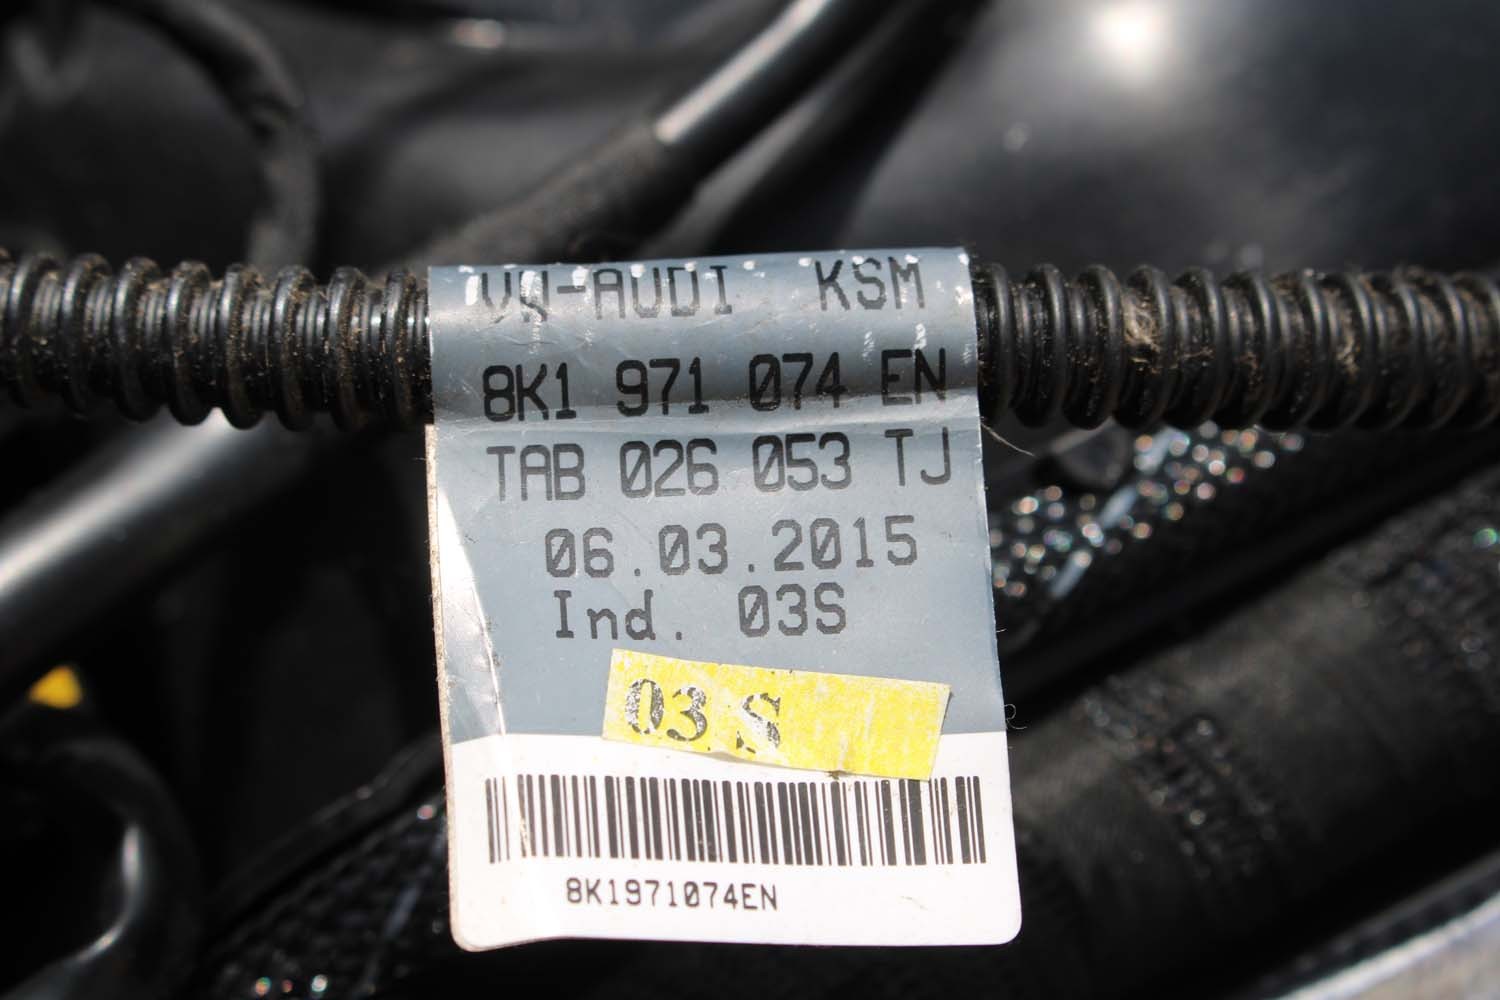 VW-AUDI KSM
8K1 971 074 EN
TAB 026 053 TJ
06.03.2015
Ind. 03S
03 S
8K1971074EN